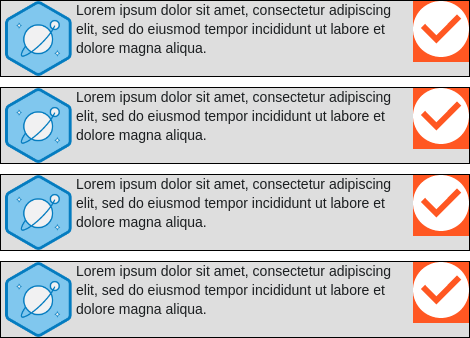 Lorem ipsum dolor sit amet, consectetur adipiscing
elit, sed do eiusmod tempor incididunt ut labore et
dolore magna aliqua.
Lorem ipsum dolor sit amet, consectetur adipiscing
elit, sed do eiusmod tempor incididunt ut labore et
dolore magna aliqua.
Lorem ipsum dolor sit amet, consectetur adipiscing
elit, sed do eiusmod tempor incididunt ut labore et
dolore magna aliqua.
Lorem ipsum dolor sit amet, consectetur adipiscing
elit, sed do eiusmod tempor incididunt ut labore et
dolore magna aliqua.